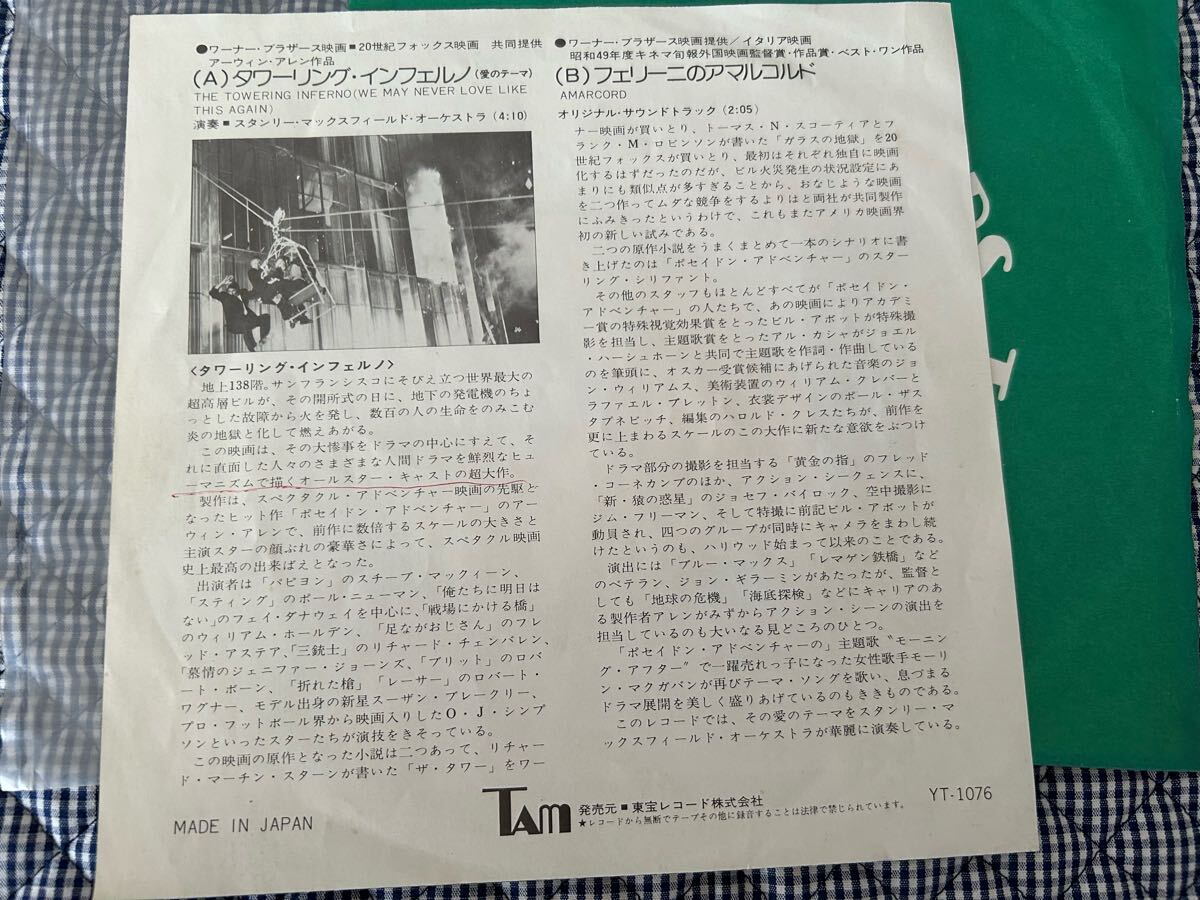 ●ワーナー・ブラザース映画■20世紀フォックス映画 共同提供
アーウィン・アレン作品
(A)タワーリング・インフェルノ(愛のテーマ)
THE TOWERING INFERNO(WE MAY NEVER LOVE LIKE
THIS AGAIN)
演奏■スタンリー・マックスフィールド・オーケストラ(4:10)
<タワーリング・インフェルノ>
地上138階。サンフランシスコにそびえ立つ世界最大の
超高層ビルが、その開所式の日に、地下の発電機のちょ
っとした故障から火を発し、数百の人の生命をのみこむ
炎の地獄と化して燃えあがる。
この映画は、その大惨事をドラマの中心にすえて、そ
れに直面した人々のさまざまな人間ドラマを鮮烈なヒュ
ーマニズムで描くオールスター・キャストの超大作。
製作は、スペクタクル・アドベンチャー映画の先駆と
なったヒット作「ポセイドン・アドベンチャー」のアー
ウィン・アレンで、前作に数倍するスケールの大きさと
主演スターの顔ぶれの豪華さによって、スペタクル映画
史上最高の出来ばえとなった。
出演者は「パピヨン」のスチーブ・マックィーン、
「スティング」のポール・ニューマン、「俺たちに明日は
ない」のフェイ・ダナウェイを中心に、「戦場にかける橋」
のウィリアム・ホールデン、「足ながおじさん」のフレ
ッド・アステア、「三銃士」のリチャード・チェンバレン、
「慕情のジェニファー・ジョーンズ、「ブリット」のロバ
ート・ボーン、「折れた槍」「レーサー」のロバート・
ワグナー、モデル出身の新星スーザン・ブレークリー、
プロ・フットボール界から映画入りしたO・J・シンプ
ソンといったスターたちが演技をきそっている。
この映画の原作となった小説は二つあって、リチャー
ド・マーチン・スターンが書いた「ザ・タワー」をワー
●ワーナー・ブラザース映画提供/イタリア映画
昭和49年度キネマ旬報外国映画監督賞・作品賞・ベスト・ワン作品
(B)フェリーニのアマルコルド
AMARCORD
オリジナル・サウンドトラック(2:05)
ナー映画が買いとり、トーマス・N・スコーティアとフ
ランク・M・ロビンソンが書いた「ガラスの地獄」を20
世紀フォックスが買いとり、最初はそれぞれ独自に映画
化するはずだったのだが、ビル火災発生の状況設定にあ
まりにも類似点が多すぎることから、おなじような映画
を二つ作ってムダな競争をするよりはと両社が共同製作
にふみきったというわけで、これもまたアメリカ映画界
初の新しい試みである。
二つの原作小説をうまくまとめて一本のシナリオに書
き上げたのは「ポセイドン・アドベンチャー」のスター
リング・シリファント。
その他のスタッフもほとんどすべてが「ポセイドン・
アドベンチャー」の人たちで、あの映画によりアカデミ
ー賞の特殊視覚効果賞をとったビル・アボットが特殊撮
影を担当し、主題歌賞をとったアル・カシャがジョエル
・ハーシュホーンと共同で主題歌を作詞・作曲している
のを筆頭に、オスカー受賞候補にあげられた音楽のジョ
ン・ウィリアムス、美術装置のウィリアム・クレバーと
ラファエル・ブレットン、衣裳デザインのポール・ザス
タプネビッチ、編集のハロルド・クレスたちが、前作を
更に上まわるスケールのこの大作に新たな意欲をぶつけ
ている。
ドラマ部分の撮影を担当する「黄金の指」のフレッド
・コーネカンプのほか、アクション・シークェンスに、
「新・猿の惑星」のジョセフ・バイロック、空中撮影に
ジム・フリーマン、そして特撮に前記ビル・アボットが
動員され、四つのグループが同時にキャメラをまわし続
けたというのも、ハリウッド始まって以来のことである。
演出には「ブルー・マックス」「レマゲン鉄橋」など
のベテラン、ジョン・ギラーミンがあたったが、監督と
しても「地球の危機」「海底探検」などにキャリアのあ
る製作者アレンがみずからアクション・シーンの演出を
担当しているのも大いなる見どころのひとつ。
「ポセイドン・アドベンチャーの」主題歌〝モーニン
グ・アフター〟で一躍売れっ子になった女性歌手モーリ
ン・マクガバンが再びテーマ・ソングを歌い、息づまる
ドラマ展開を美しく盛りあげているのもききものである。
このレコードでは、その愛のテーマをスタンリー・マ
ックスフィールド・オーケストラが華麗に演奏している。
MADE IN JAPAN
TAM
発売元■東宝レコード株式会社
★レコードから無断でテープその他に録音することは法律で禁じられています。
YT-1076